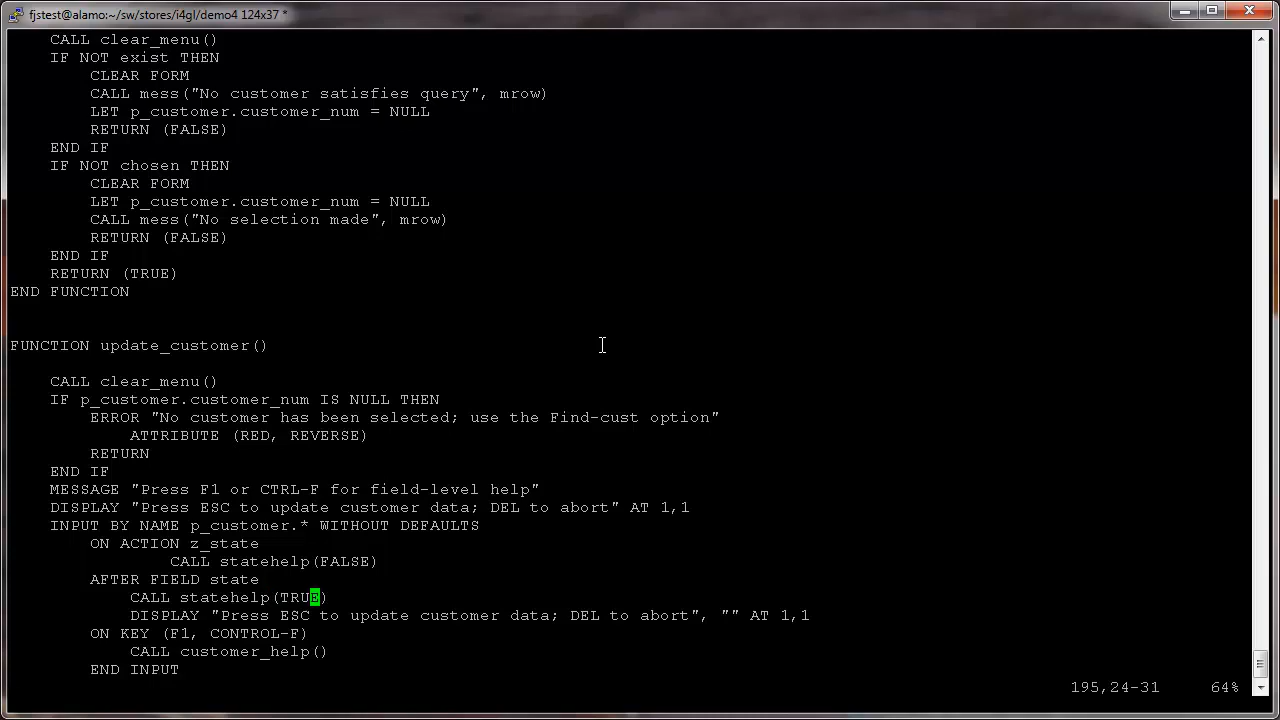 fjstest@alamo:~/sw/stores/i4gl/demo4 124x37 *
CALL clear_menu()
IF NOT exist THEN
CLEAR FORM
CALL mess("No customer satisfies query", mrow)
LET p_customer.customer_num = NULL
RETURN (FALSE)
END IF
IF NOT chosen THEN
CLEAR FORM
LET p_customer.customer_num = NULL
CALL mess("No selection made", mrow)
RETURN (FALSE)
END IF
RETURN (TRUE)
END FUNCTION
FUNCTION update_customer()
CALL clear_menu()
IF p_customer.customer_num IS NULL THEN
ERROR "No customer has been selected; use the Find-cust option"
ATTRIBUTE (RED, REVERSE)
RETURN
END IF
MESSAGE "Press F1 or CTRL-F for field-level help"
DISPLAY "Press ESC to update customer data; DEL to abort" AT 1,1
INPUT BY NAME p_customer.* WITHOUT DEFAULTS
ON ACTION z_state
CALL statehelp(FALSE)
AFTER FIELD state
CALL statehelp(TRUE)
DISPLAY "Press ESC to update customer data; DEL to abort", "" AT 1,1
ON KEY (F1, CONTROL-F)
CALL customer_help()
END INPUT
195,24-31 64%